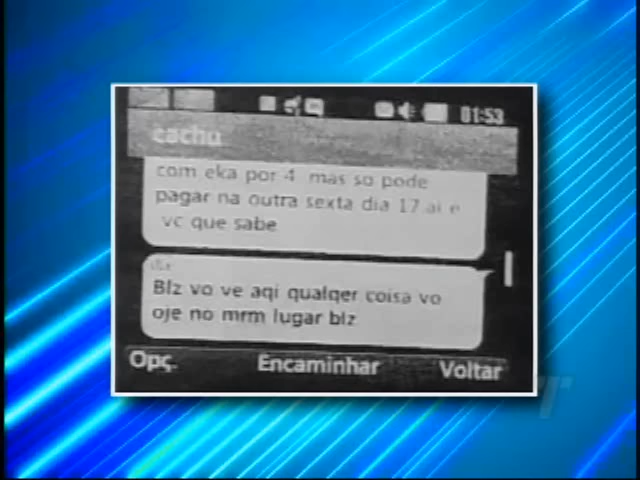 01:53
cachu
com eka por 4 mas so pode
pagar na outra sexta dia 17 ai e
vc que sabe
Blz vo ve aqi qualqer coisa vo
oje no mrm lugar blz
Opç. Encaminhar Voltar